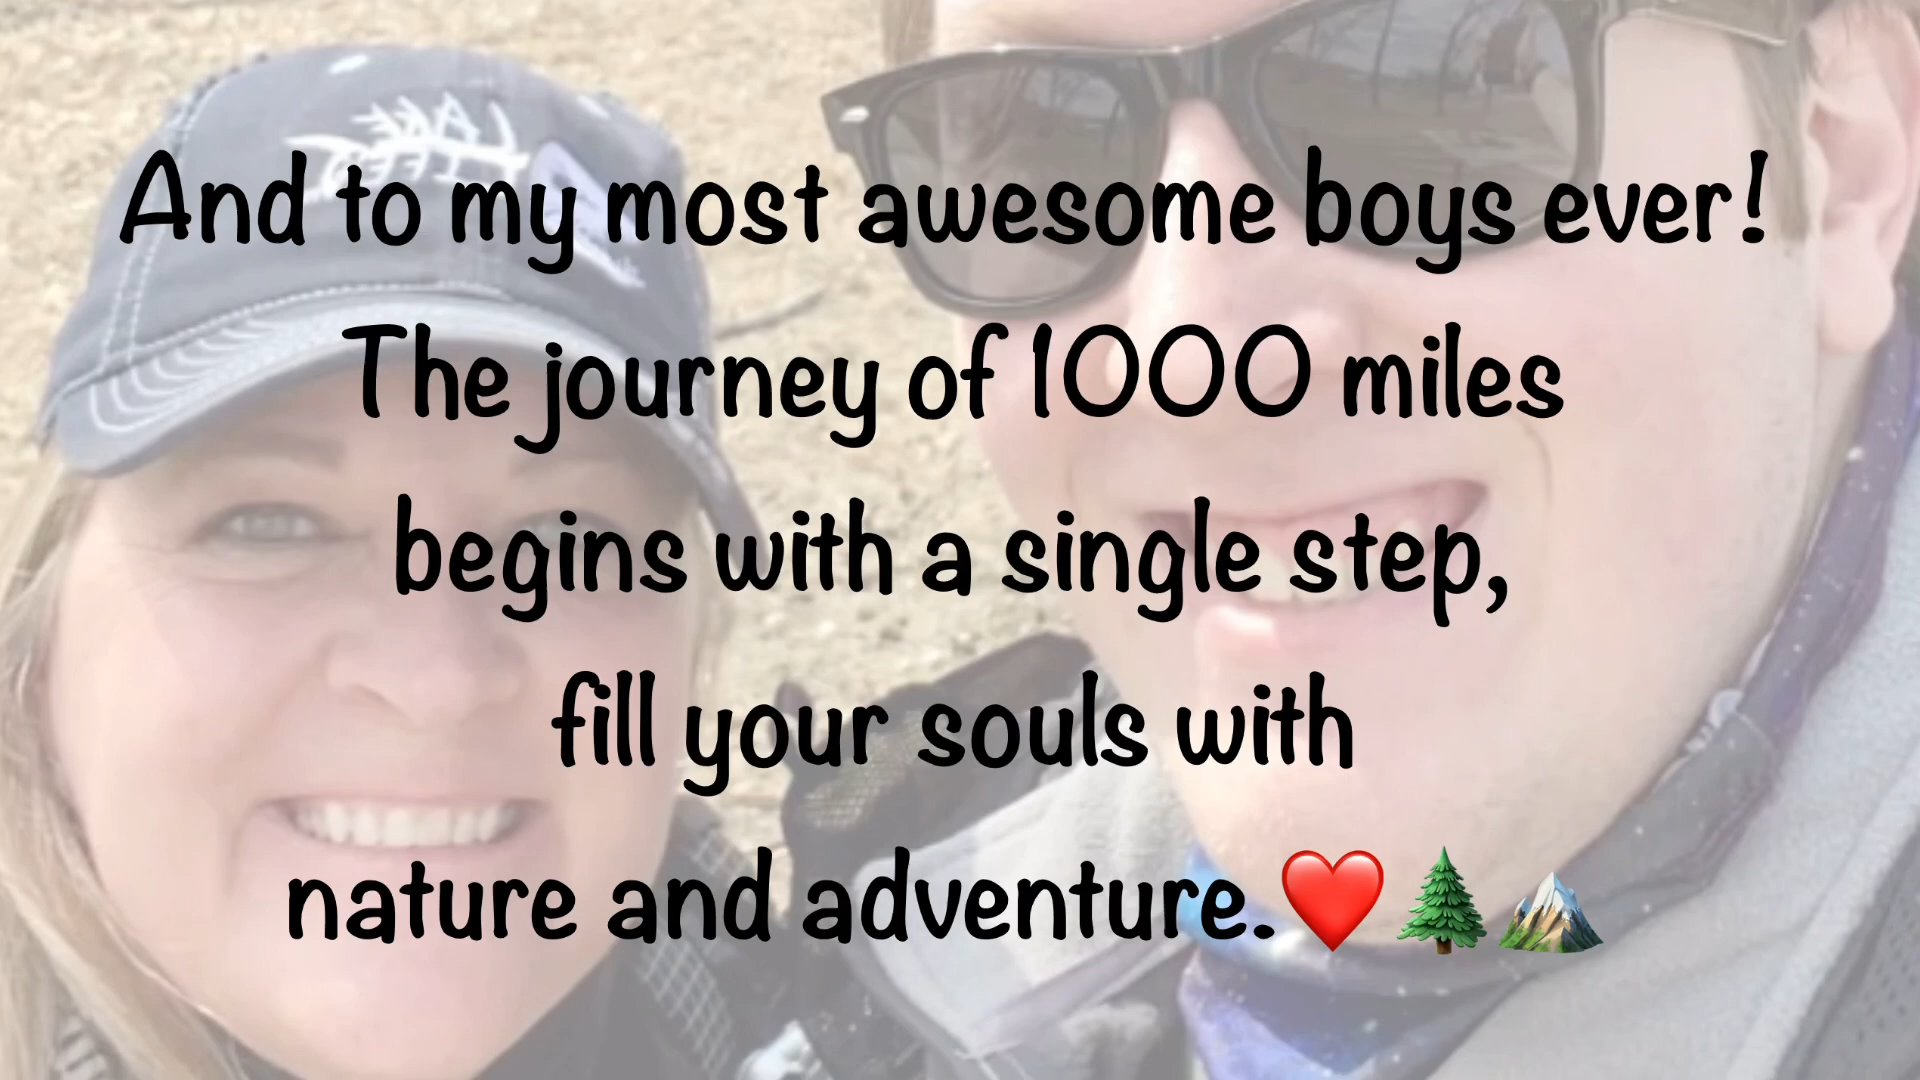 And to my most awesome boys ever!
The journey of 1000 miles
begins with a single step,
fill your souls with
nature and adventure.❤️🌲🏔️